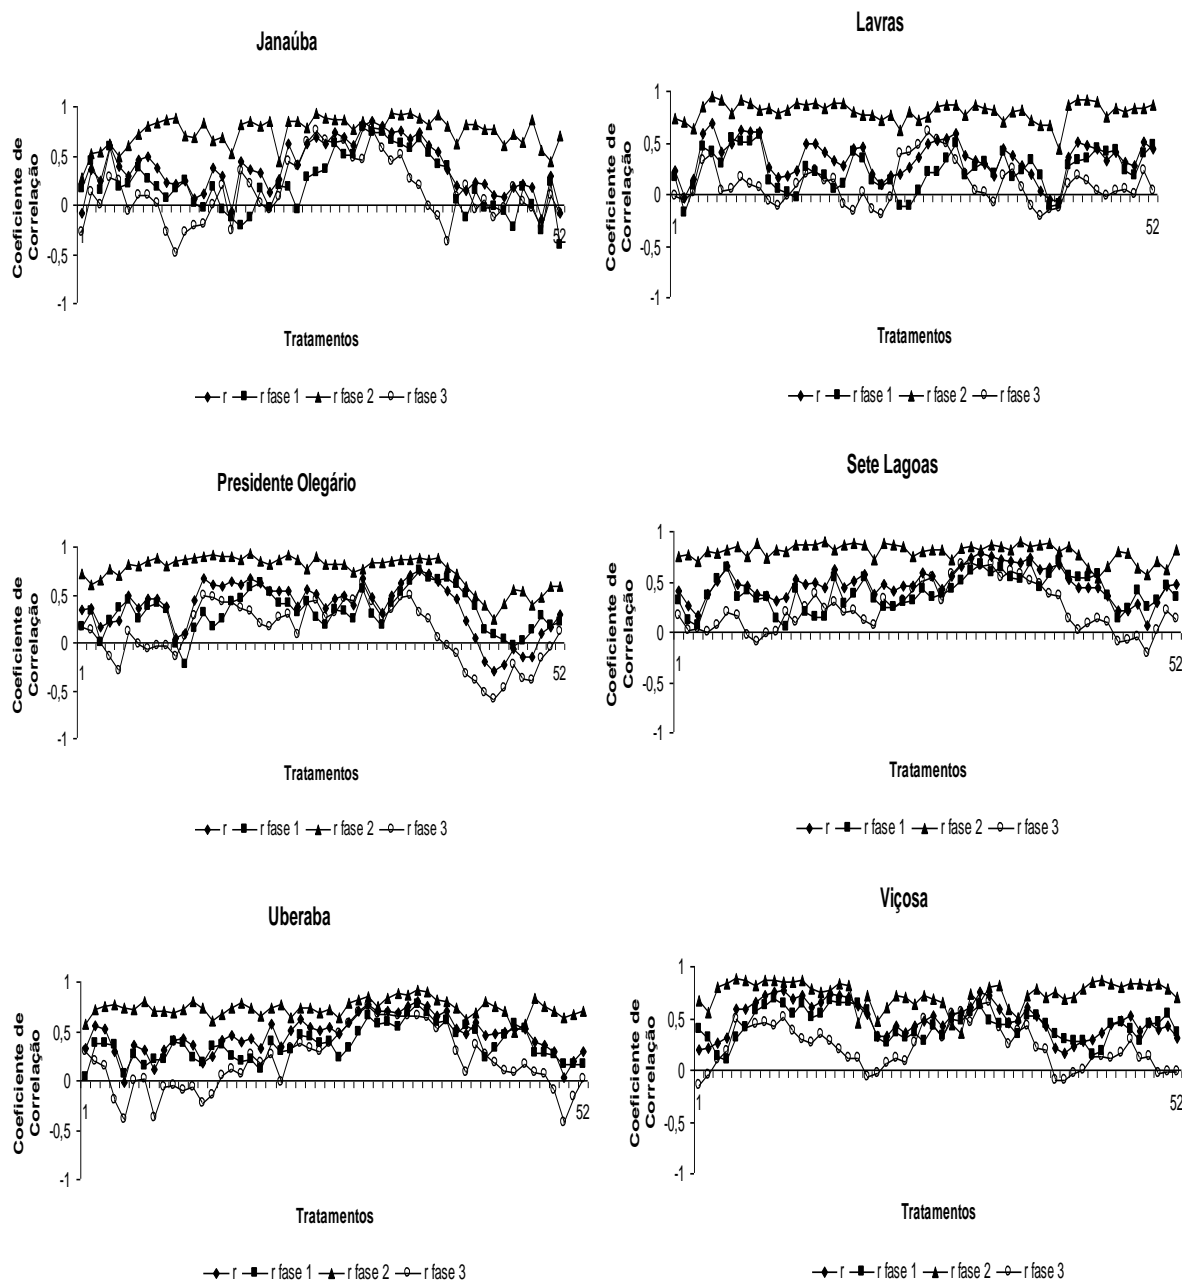 Janaúba
Coeficiente de
Correlação
1
0,5
0
-0,5
-1
1
52
Tratamentos
r r fase 1 r fase 2 r fase 3
Lavras
Coeficiente de
Correlação
1
0,5
0
-0,5
-1
1
52
Tratamentos
r r fase 1 r fase 2 r fase 3
Presidente Olegário
Coeficiente de
Correlação
1
0,5
0
-0,5
-1
1
52
Tratamentos
r r fase 1 r fase 2 r fase 3
Sete Lagoas
Coeficiente de
Correlação
1
0,5
0
-0,5
-1
1
52
Tratamentos
r r fase 1 r fase 2 r fase 3
Uberaba
Coeficiente de
Correlação
1
0,5
0
-0,5
-1
1
52
Tratamentos
r r fase 1 r fase 2 r fase 3
Viçosa
Coeficiente de
Correlação
1
0,5
0
-0,5
-1
1
52
Tratamentos
r r fase 1 r fase 2 r fase 3